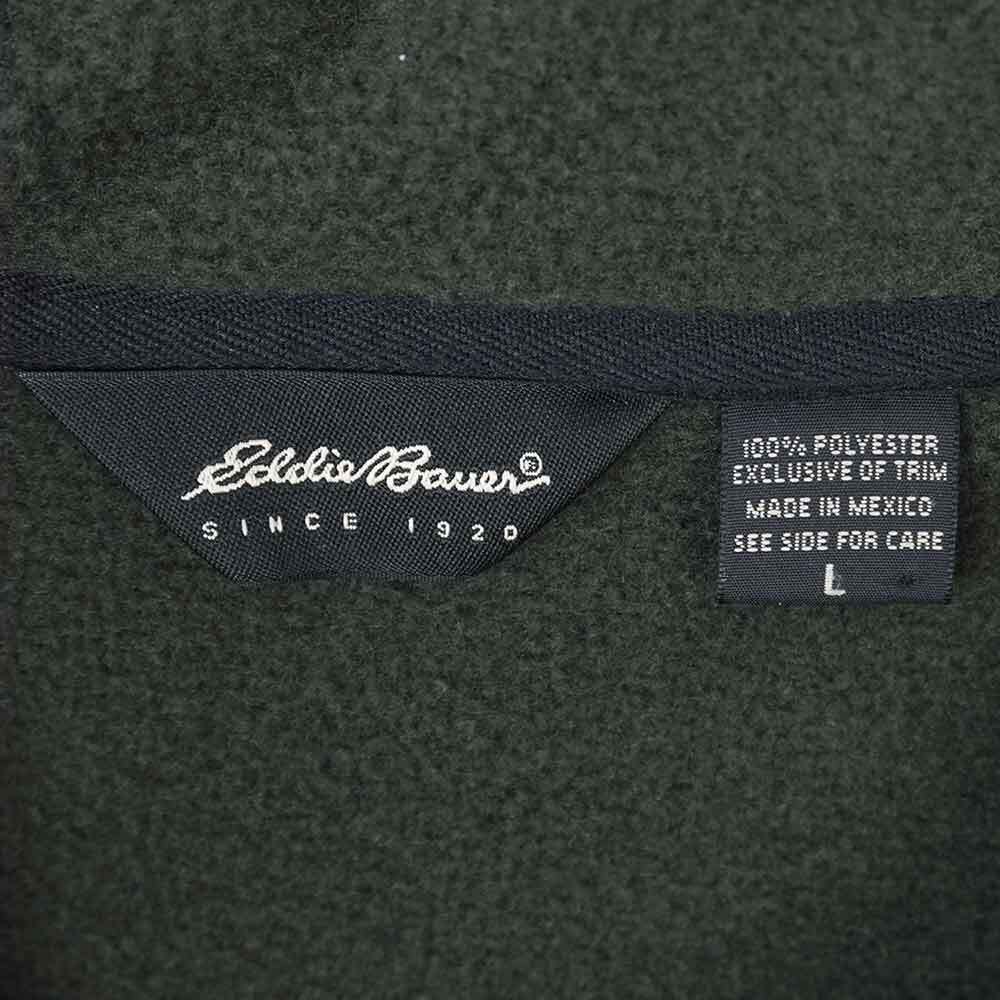 Eddie Bauer®
SINCE 1920
100% POLYESTER
EXCLUSIVE OF TRIM
MADE IN MEXICO
SEE SIDE FOR CARE
L